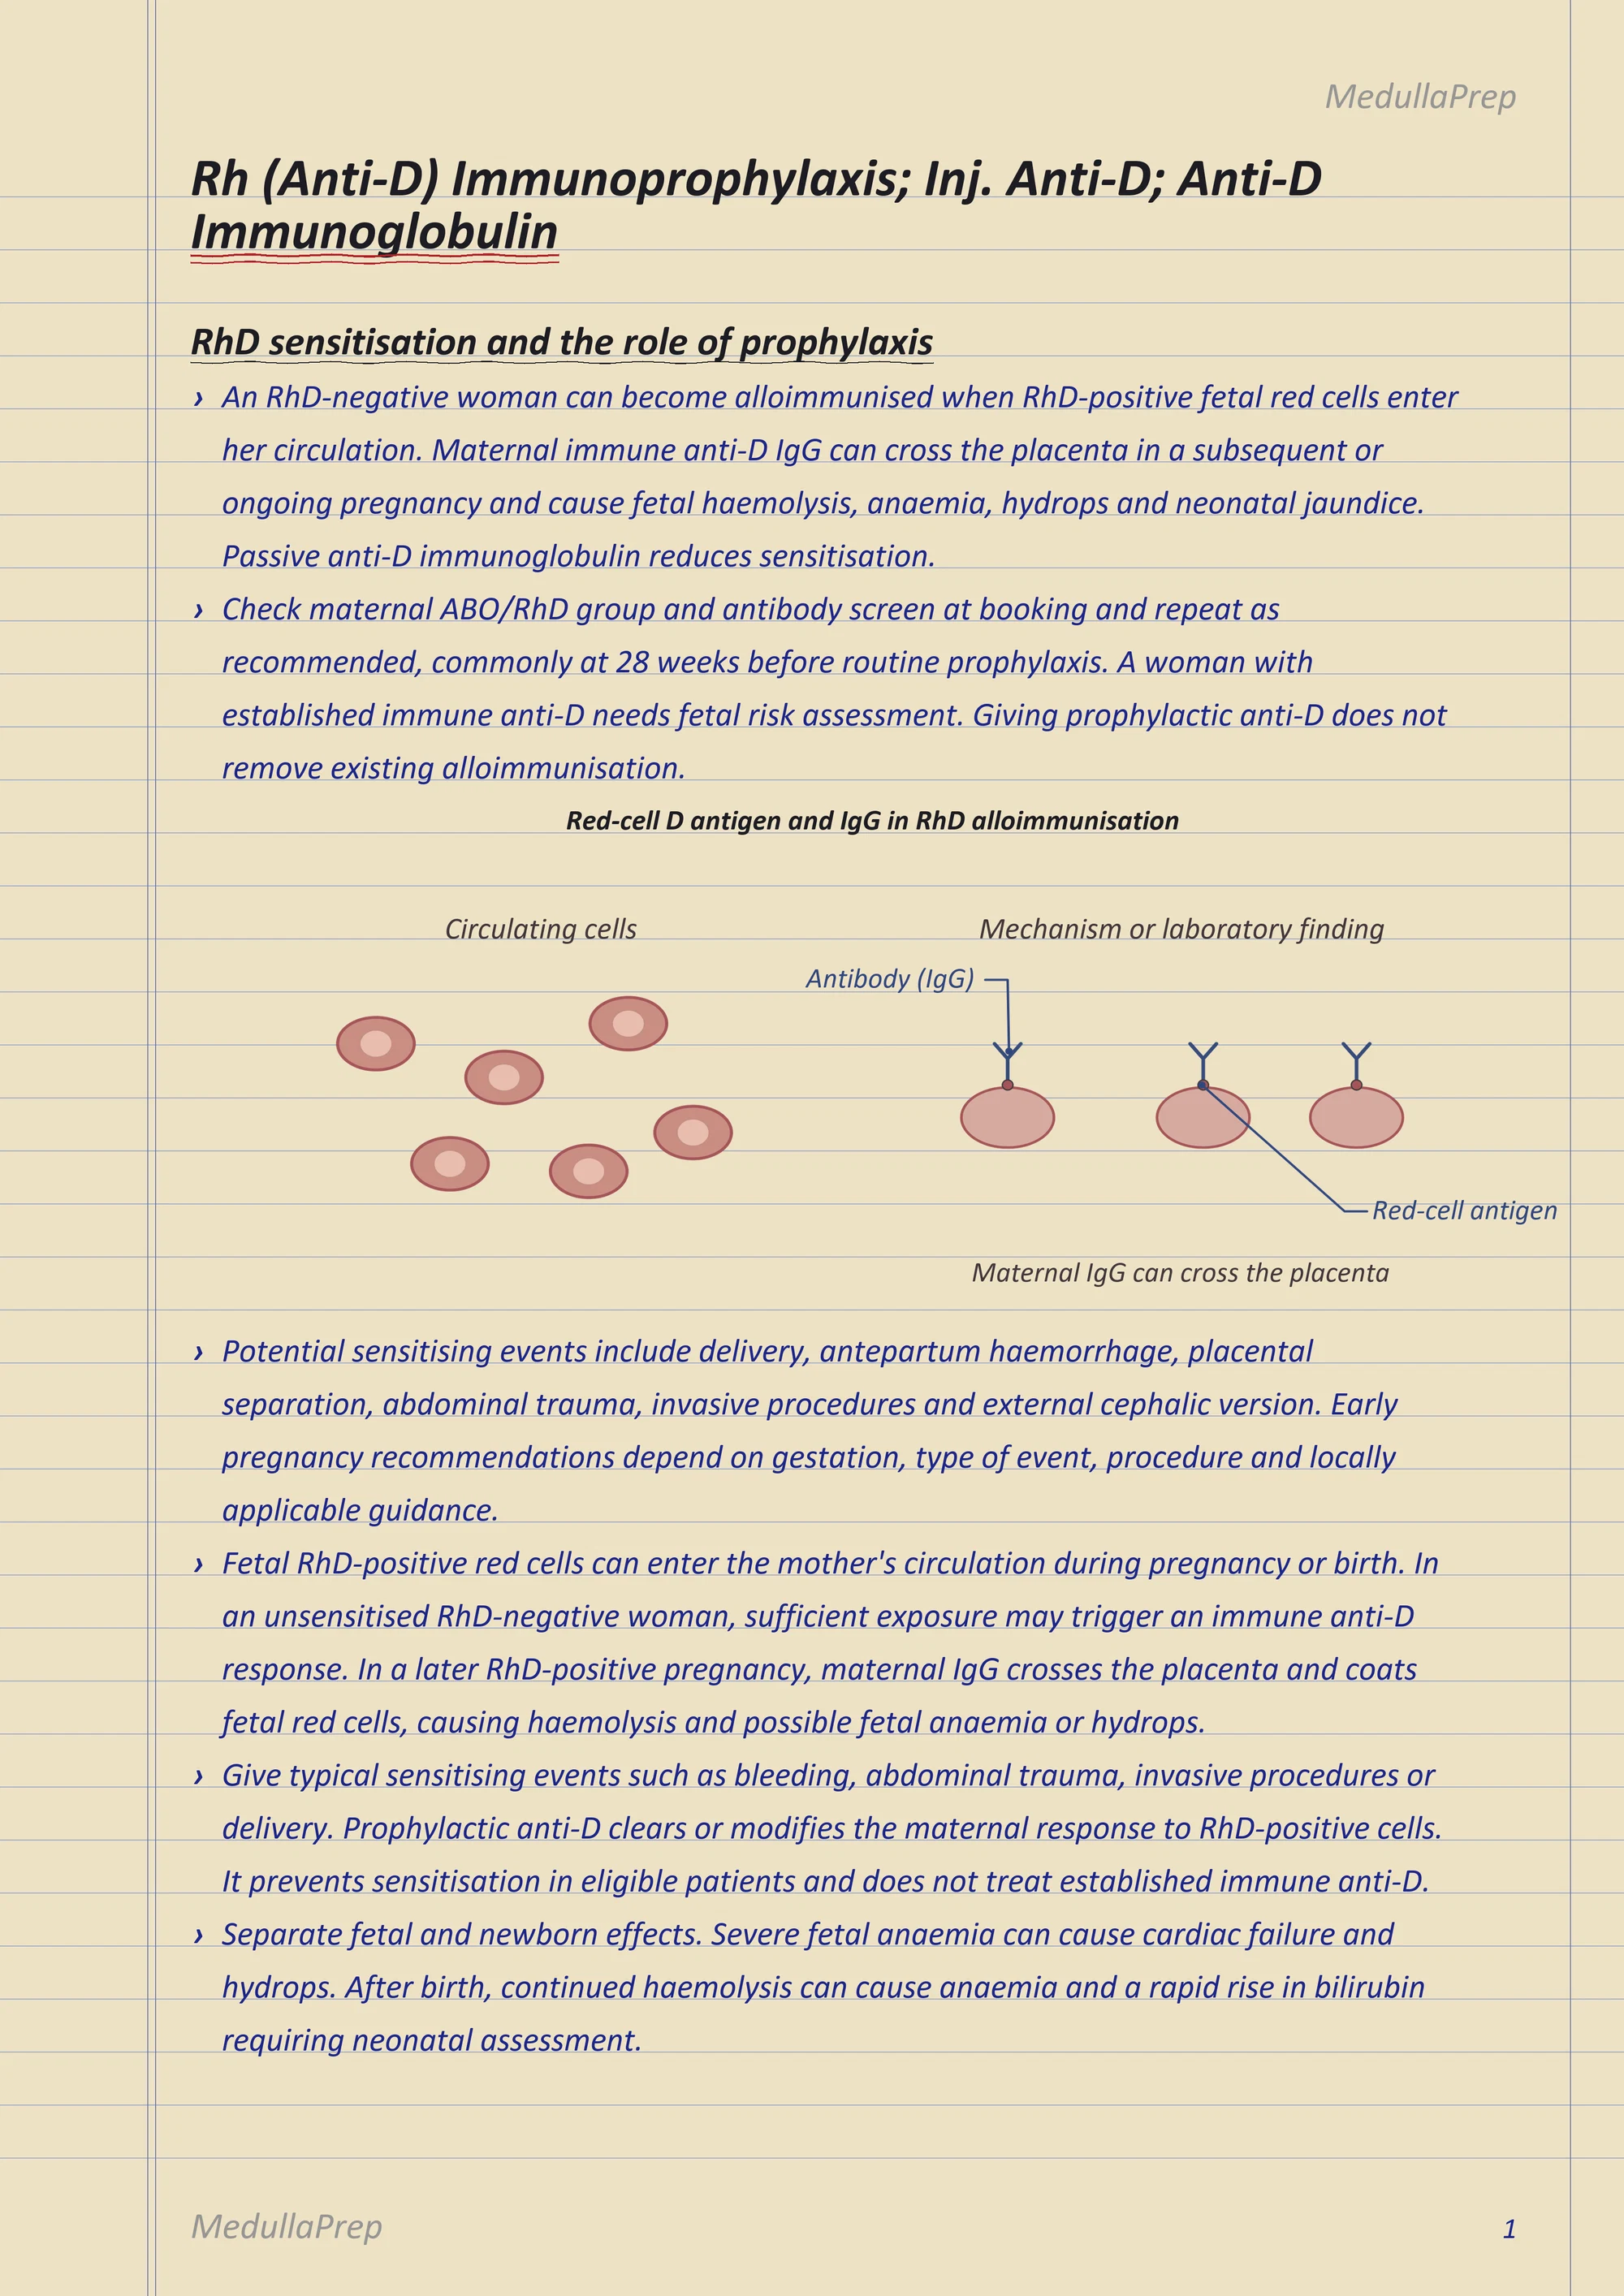 MedullaPrep
Rh (Anti-D) Immunoprophylaxis; Inj. Anti-D; Anti-D
Immunoglobulin
RhD sensitisation and the role of prophylaxis
› An RhD-negative woman can become alloimmunised when RhD-positive fetal red cells enter
her circulation. Maternal immune anti-D IgG can cross the placenta in a subsequent or
ongoing pregnancy and cause fetal haemolysis, anaemia, hydrops and neonatal jaundice.
Passive anti-D immunoglobulin reduces sensitisation.
› Check maternal ABO/RhD group and antibody screen at booking and repeat as
recommended, commonly at 28 weeks before routine prophylaxis. A woman with
established immune anti-D needs fetal risk assessment. Giving prophylactic anti-D does not
remove existing alloimmunisation.
Red-cell D antigen and IgG in RhD alloimmunisation
Circulating cells
Mechanism or laboratory finding
Antibody (IgG)
Red-cell antigen
Maternal IgG can cross the placenta
› Potential sensitising events include delivery, antepartum haemorrhage, placental
separation, abdominal trauma, invasive procedures and external cephalic version. Early
pregnancy recommendations depend on gestation, type of event, procedure and locally
applicable guidance.
› Fetal RhD-positive red cells can enter the mother's circulation during pregnancy or birth. In
an unsensitised RhD-negative woman, sufficient exposure may trigger an immune anti-D
response. In a later RhD-positive pregnancy, maternal IgG crosses the placenta and coats
fetal red cells, causing haemolysis and possible fetal anaemia or hydrops.
› Give typical sensitising events such as bleeding, abdominal trauma, invasive procedures or
delivery. Prophylactic anti-D clears or modifies the maternal response to RhD-positive cells.
It prevents sensitisation in eligible patients and does not treat established immune anti-D.
› Separate fetal and newborn effects. Severe fetal anaemia can cause cardiac failure and
hydrops. After birth, continued haemolysis can cause anaemia and a rapid rise in bilirubin
requiring neonatal assessment.
MedullaPrep
1